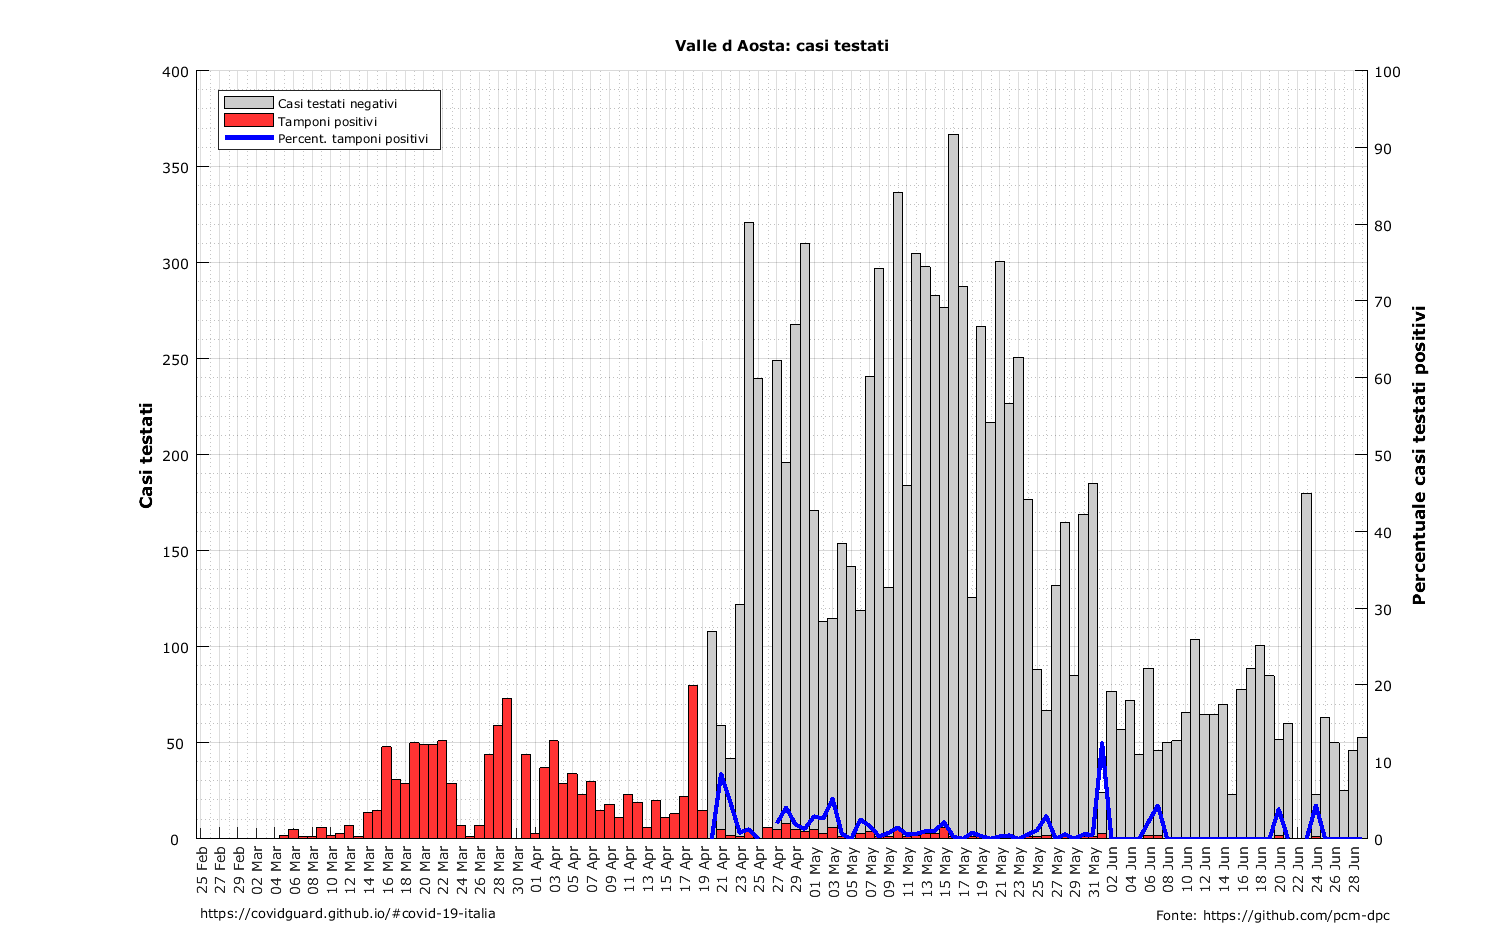 Valle d Aosta: casi testati
400
350
300
250
200
150
100
50
0
Casi testati
Casi testati negativi
Tamponi positivi
Percent. tamponi positivi
100
90
80
70
60
50
40
30
20
10
0
Percentuale casi testati positivi
25 Feb
27 Feb
29 Feb
02 Mar
04 Mar
06 Mar
08 Mar
10 Mar
12 Mar
14 Mar
16 Mar
18 Mar
20 Mar
22 Mar
24 Mar
26 Mar
28 Mar
30 Mar
01 Apr
03 Apr
05 Apr
07 Apr
09 Apr
11 Apr
13 Apr
15 Apr
17 Apr
19 Apr
21 Apr
23 Apr
25 Apr
27 Apr
29 Apr
01 May
03 May
05 May
07 May
09 May
11 May
13 May
15 May
17 May
19 May
21 May
23 May
25 May
27 May
29 May
31 May
02 Jun
04 Jun
06 Jun
08 Jun
10 Jun
12 Jun
14 Jun
16 Jun
18 Jun
20 Jun
22 Jun
24 Jun
26 Jun
28 Jun
https://covidguard.github.io/#covid-19-italia
Fonte: https://github.com/pcm-dpc